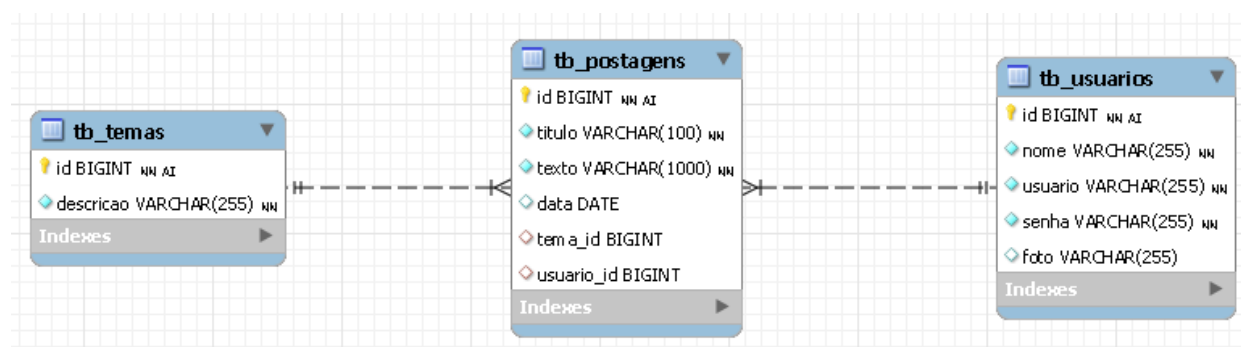 tb_temas
id BIGINT NN AI
descricao VARCHAR(255) NN
Indexes
tb_postagens
id BIGINT NN AI
titulo VARCHAR(100) NN
texto VARCHAR(1000) NN
data DATE
tema_id BIGINT
usuario_id BIGINT
Indexes
tb_usuarios
id BIGINT NN AI
nome VARCHAR(255) NN
usuario VARCHAR(255) NN
senha VARCHAR(255) NN
foto VARCHAR(255)
Indexes